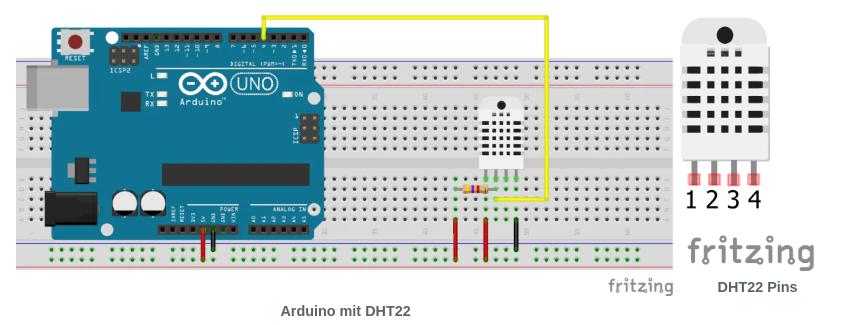 RESET
ICSP2
AREF
GND
13
12
~11
~10
~9
8
7
~6
~5
4
~3
2
TX▸1
RX◂0
DIGITAL (PWM~)
L
TX
RX
UNO
ON
Arduino™
ICSP
1
IOREF
RESET
3V3
5V
GND
GND
VIN
POWER
A0
A1
A2
A3
A4
A5
ANALOG IN
1 2 3 4
fritzing
fritzing
DHT22 Pins
Arduino mit DHT22